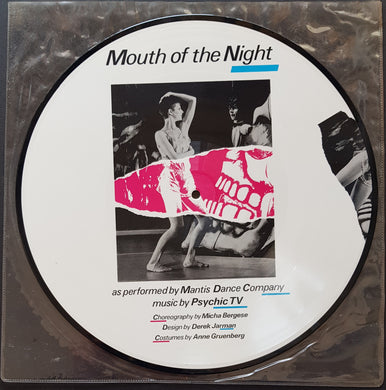 Mouth of the Night
as performed by Mantis Dance Company
music by Psychic TV
Choreography by Micha Bergese
Design by Derek Jarman
Costumes by Anne Gruenberg